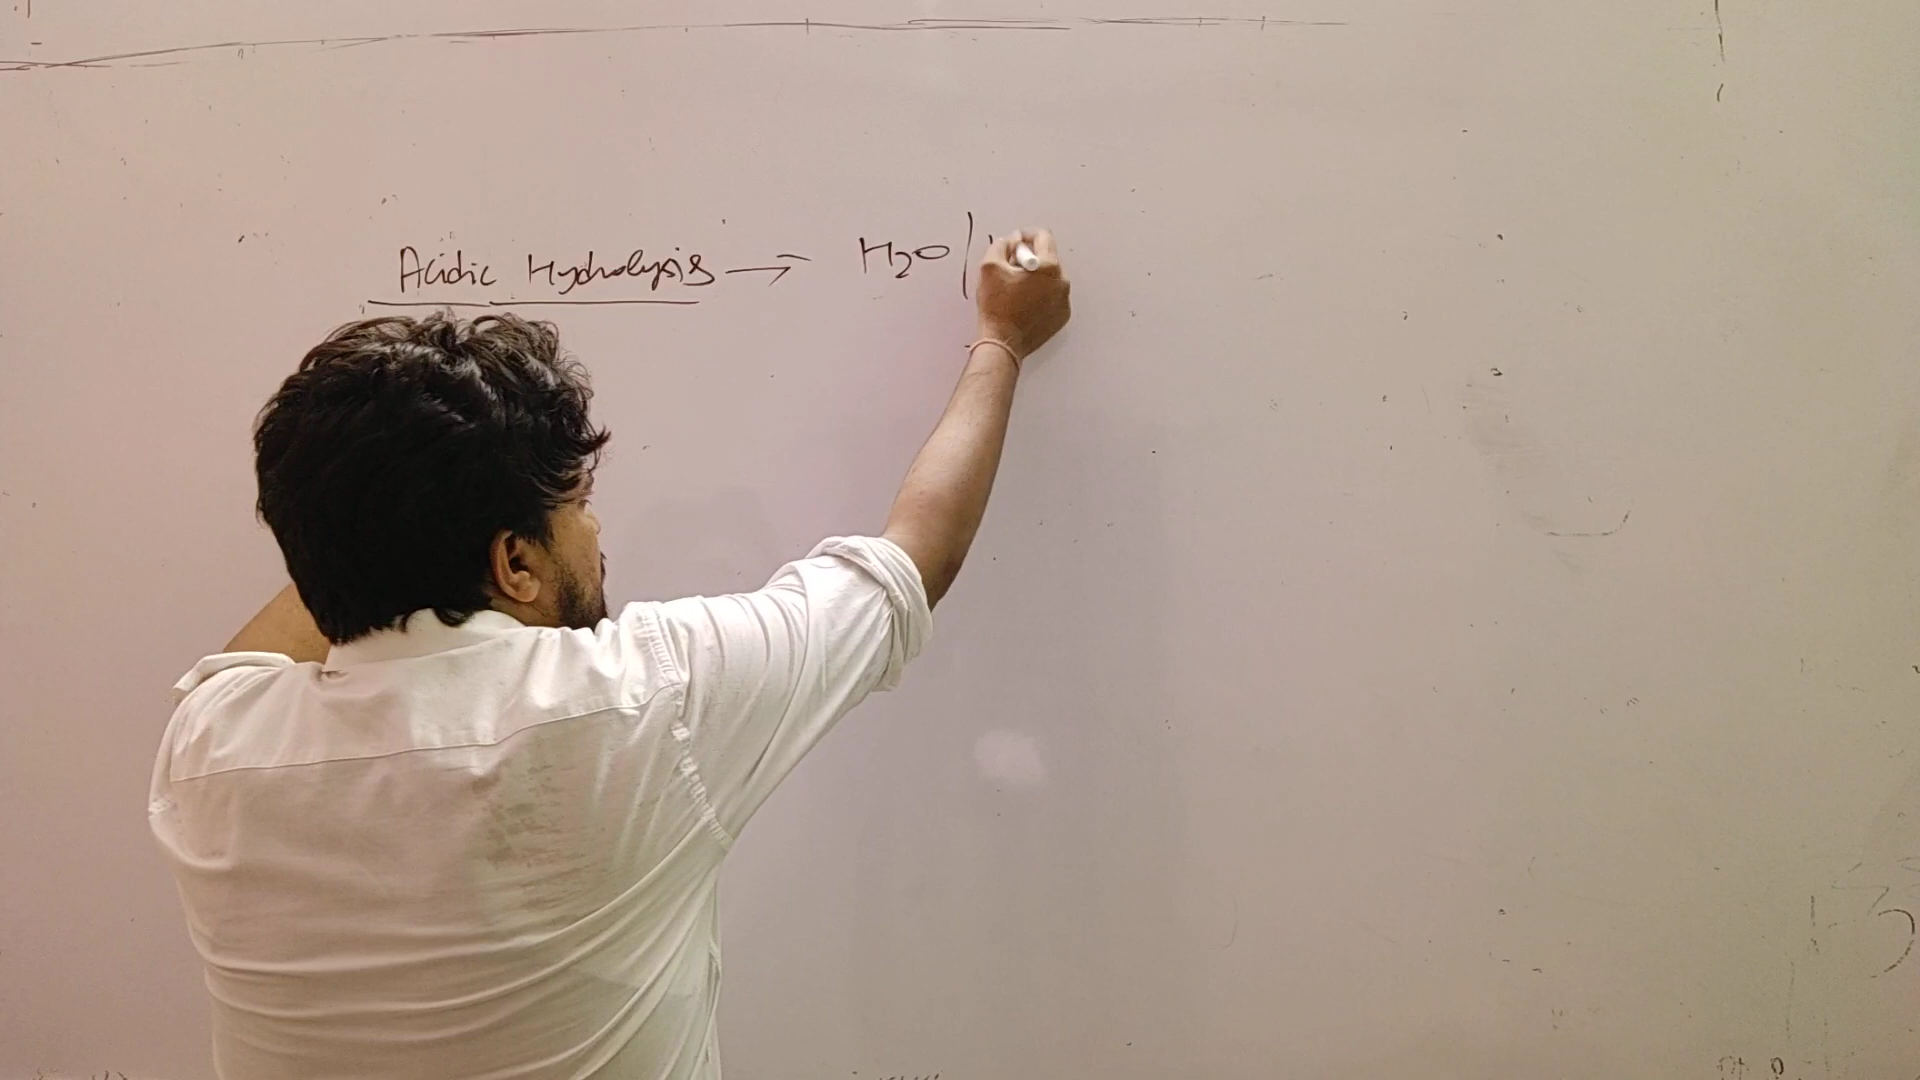 Acidic Hydrolysis → H2O |